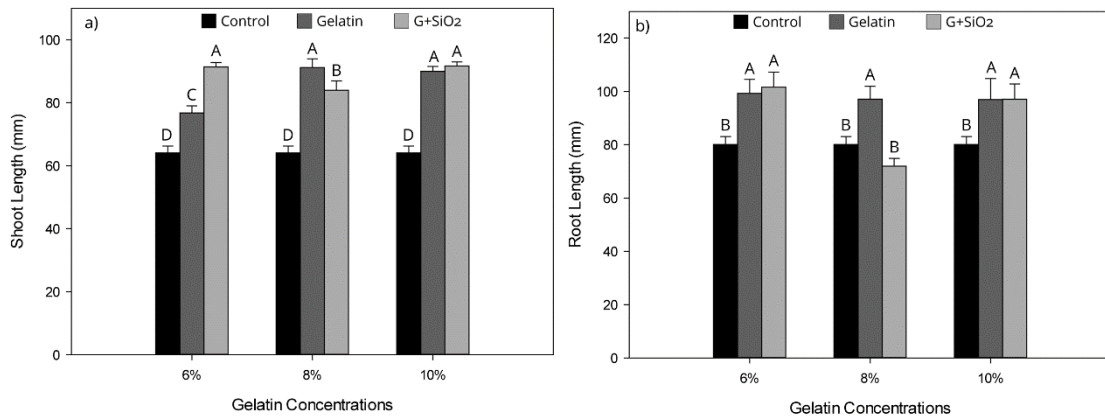 a)
Control Gelatin G+SiO2
Shoot Length (mm)
100
80
60
40
20
0
D C A
D A B
D A A
6% 8% 10%
Gelatin Concentrations
b)
Control Gelatin G+SiO2
Root Length (mm)
120
100
80
60
40
20
0
B A A
B A B
B A A
6% 8% 10%
Gelatin Concentrations